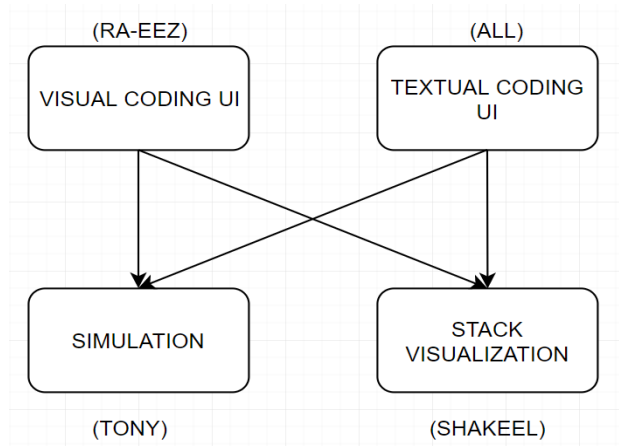 (RA-EEZ)
(ALL)
VISUAL CODING UI
TEXTUAL CODING
UI
SIMULATION
STACK
VISUALIZATION
(TONY)
(SHAKEEL)